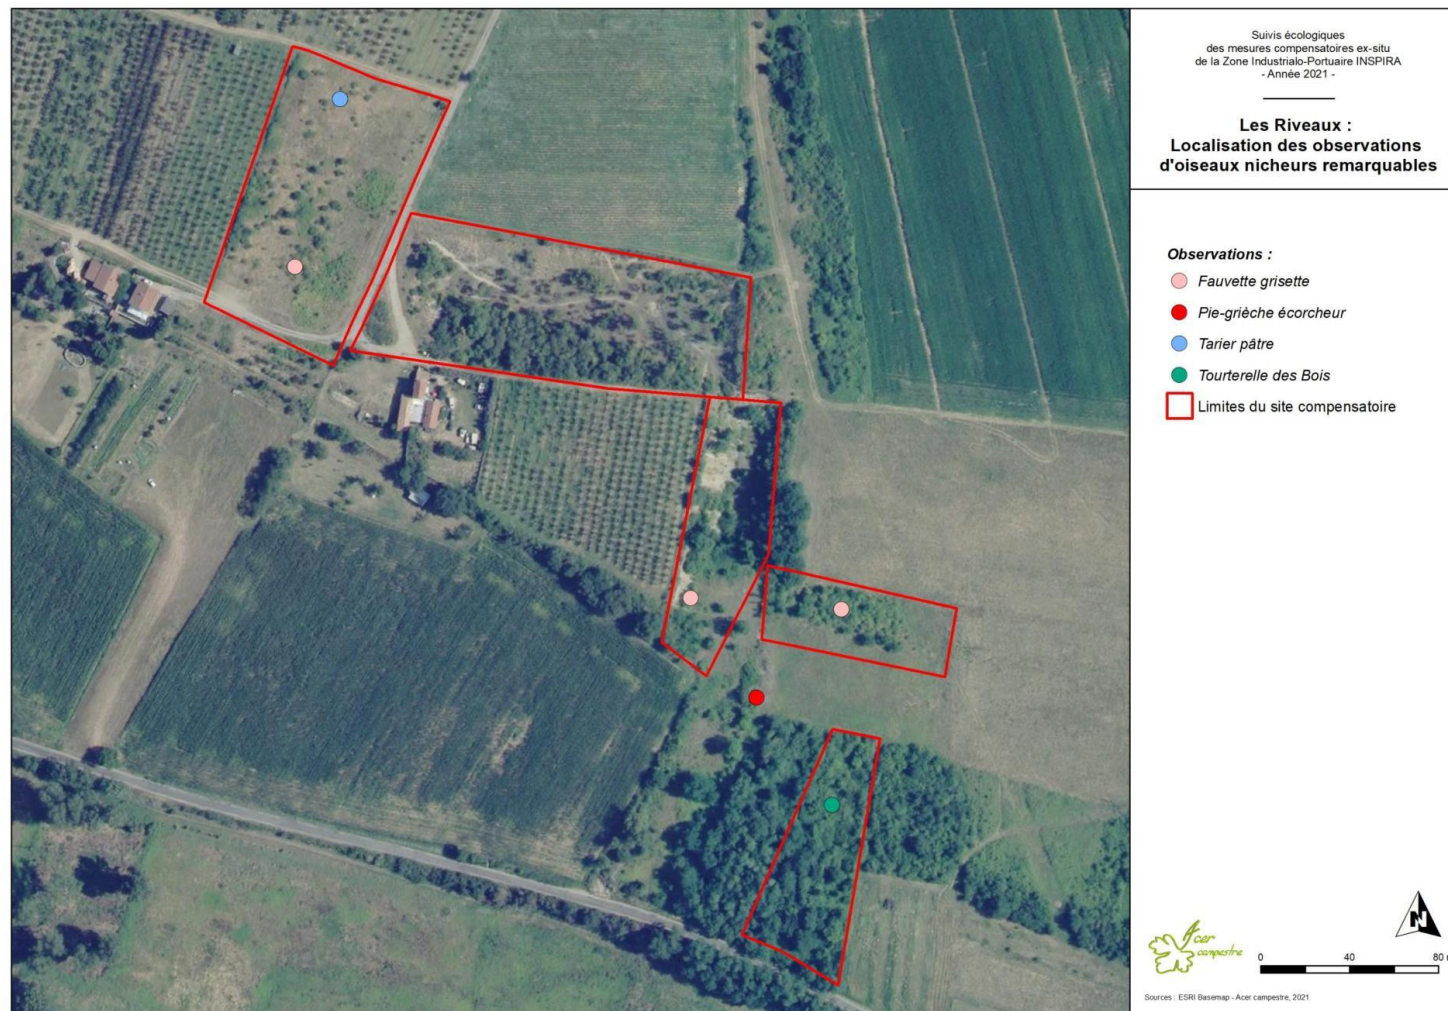 Suivis écologiques
des mesures compensatoires ex-situ
de la Zone Industrialo-Portuaire INSPIRA
- Année 2021 -
Les Riveaux :
Localisation des observations
d'oiseaux nicheurs remarquables
Observations :
Fauvette grisette
Pie-grièche écorcheur
Tarier pâtre
Tourterelle des Bois
Limites du site compensatoire
N
Acer
campestre
0 40 80
Sources : ESRI Basemap - Acer campestre, 2021